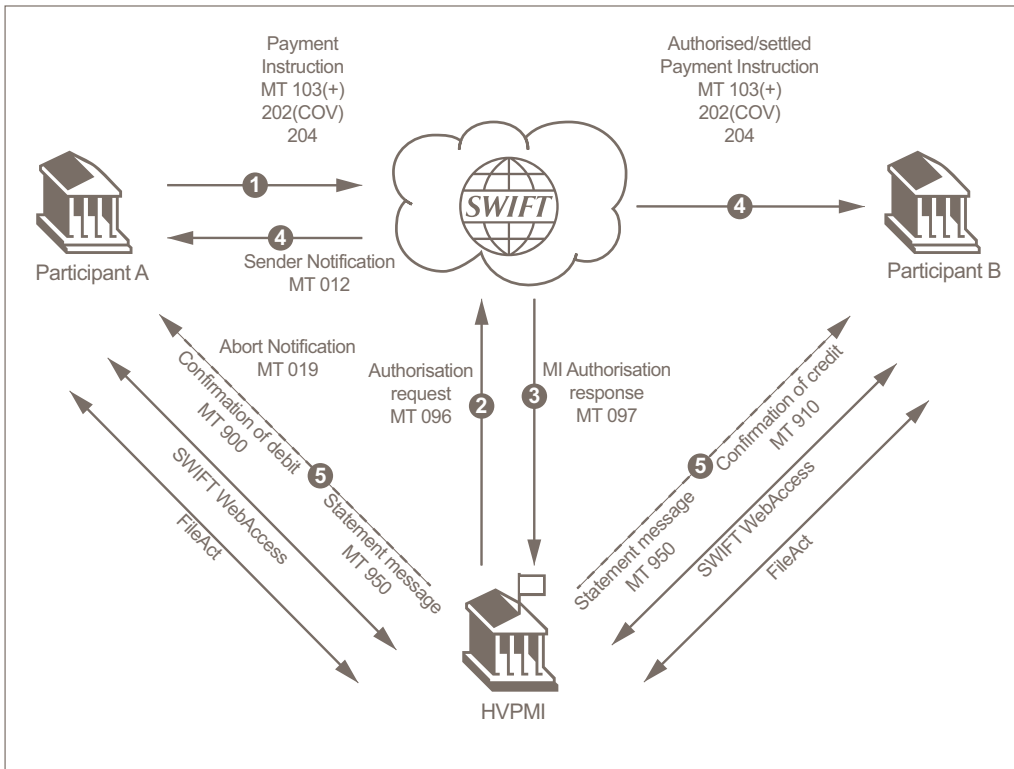 Payment
Instruction
MT 103(+)
202(COV)
204
Authorised/settled
Payment Instruction
MT 103(+)
202(COV)
204
1
SWIFT
4
4
Participant A
Sender Notification
MT 012
Participant B
Abort Notification
MT 019
Authorisation
request
MT 096
2
3
MI Authorisation
response
MT 097
Confirmation of debit
MT 900
5
Statement message
MT 950
SWIFT WebAccess
FileAct
Confirmation of credit
MT 910
5
Statement message
MT 950
SWIFT WebAccess
FileAct
HVPMI